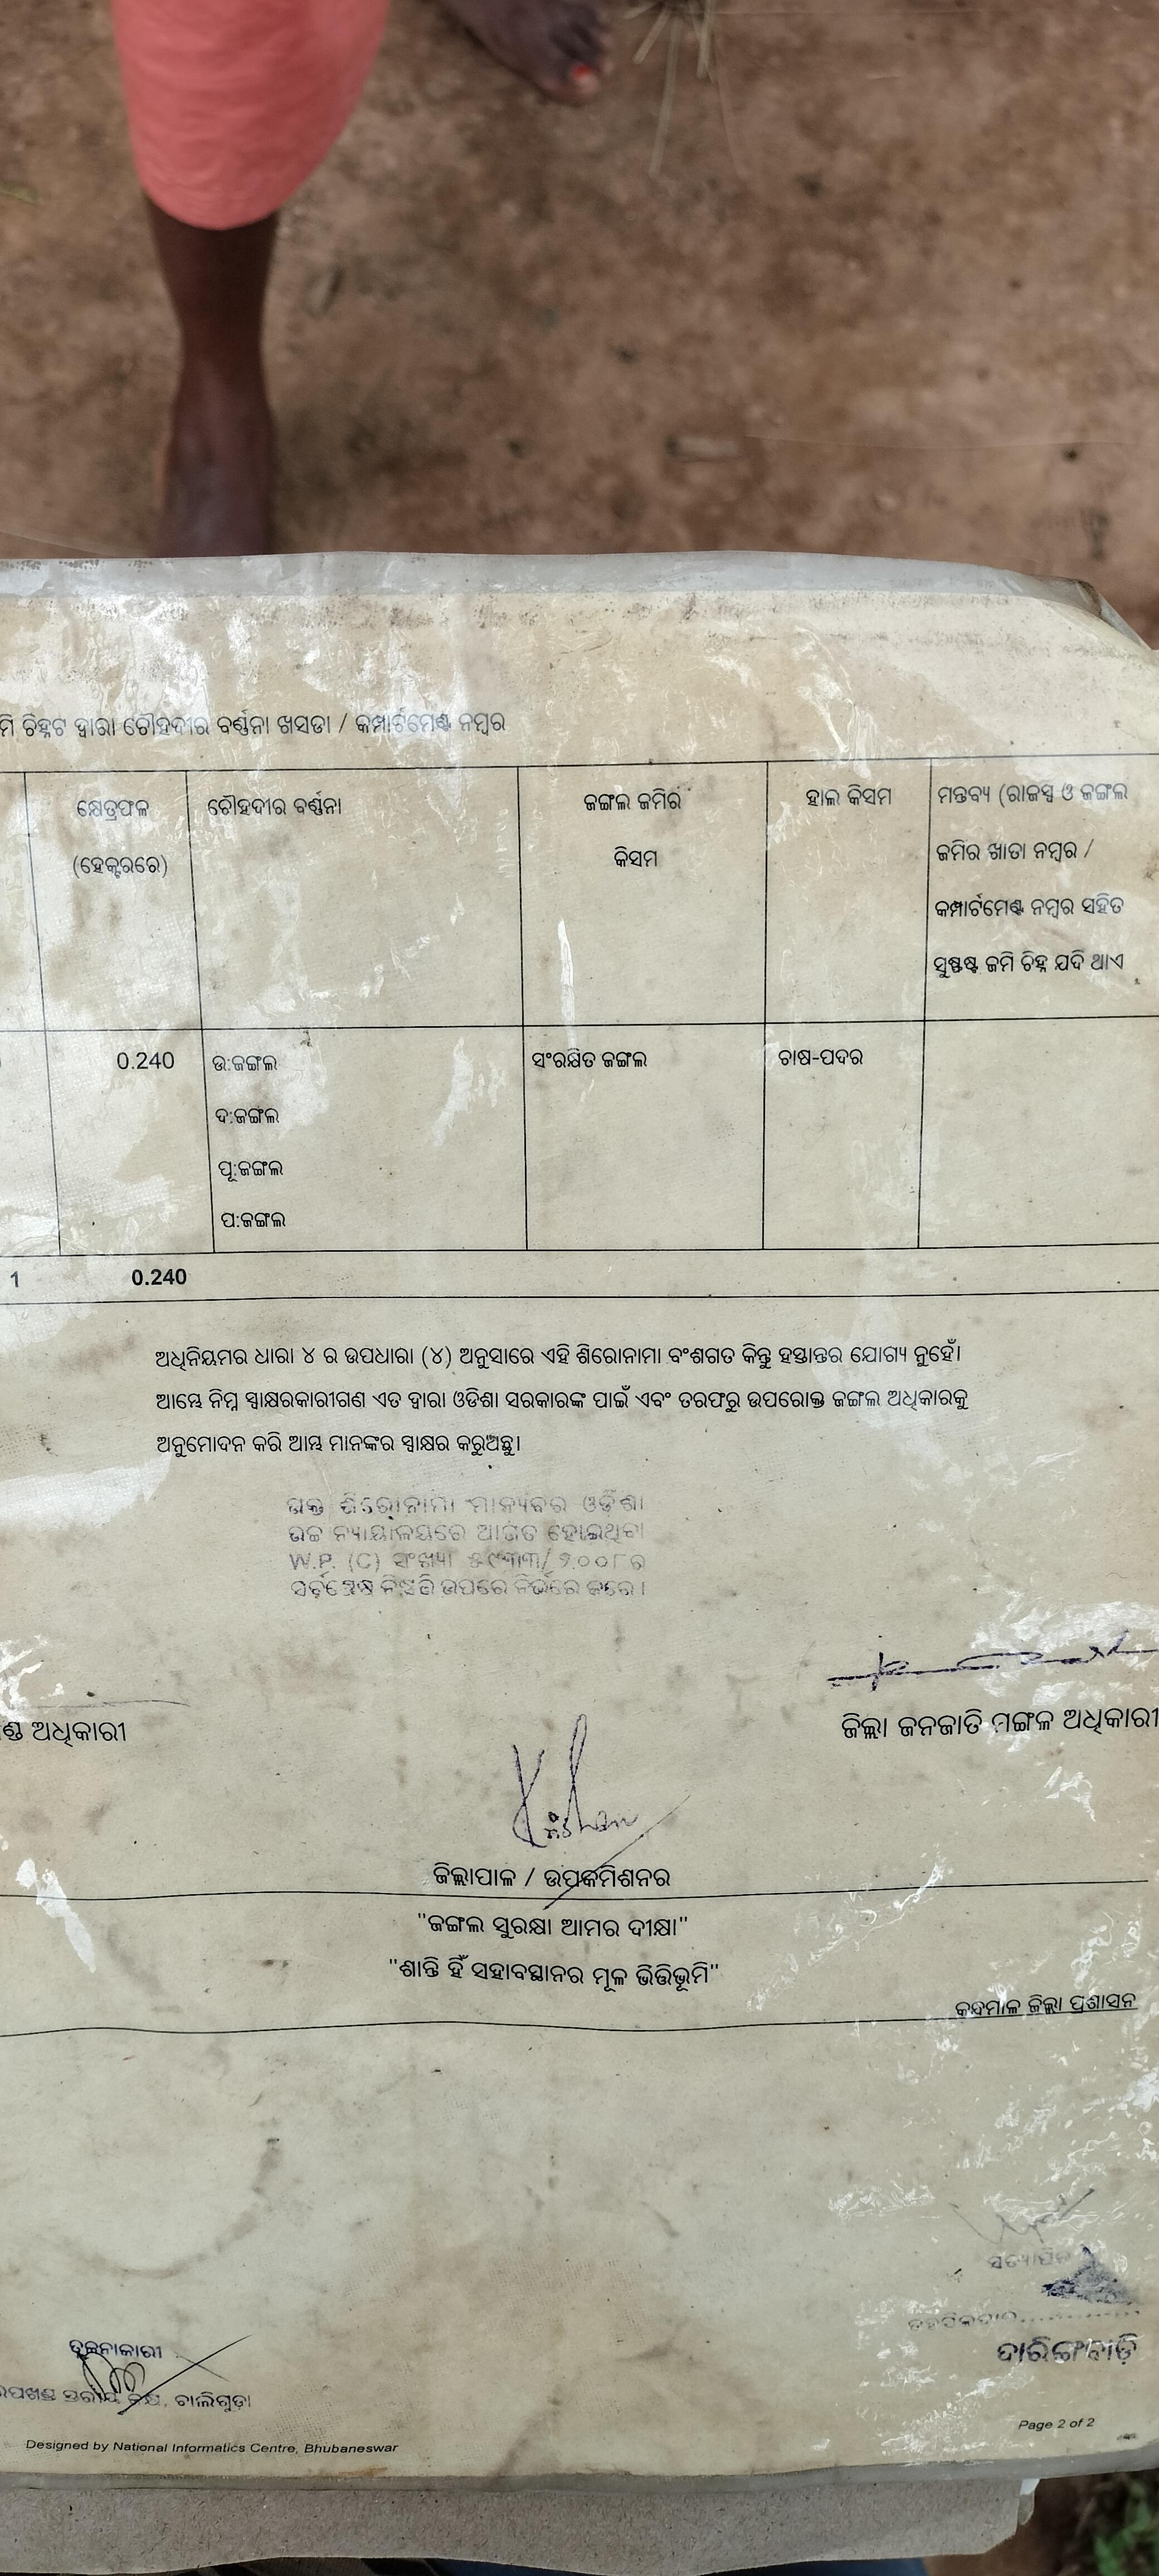 ମି ଚିହ୍ନଟ ଦ୍ୱାରା ଚୌହଦୀର ବର୍ଣ୍ଣନା ଖସଡା / କମ୍ପାର୍ଟମେଣ୍ଟ ନମ୍ବର
କ୍ଷେତ୍ରଫଳ
(ହେକ୍ଟରରେ)
ଚୌହଦୀର ବର୍ଣ୍ଣନା
ଜଙ୍ଗଲ ଜମିର
କିସମ
ହାଲ କିସମ
ମନ୍ତବ୍ୟ (ରାଜସ୍ୱ ଓ ଜଙ୍ଗଲ
ଜମିର ଖାତା ନମ୍ବର /
କମ୍ପାର୍ଟମେଣ୍ଟ ନମ୍ବର ସହିତ
ସୁଷ୍ପଷ୍ଟ ଜମି ଚିହ୍ନ ଯଦି ଥାଏ
0.240
ଉ:ଜଙ୍ଗଲ
ଦ:ଜଙ୍ଗଲ
ପୂ:ଜଙ୍ଗଲ
ପ:ଜଙ୍ଗଲ
ସଂରକ୍ଷିତ ଜଙ୍ଗଲ
ଚାଷ-ପଦର
1 0.240
ଅଧିନିୟମର ଧାରା ୪ ର ଉପଧାରା (୪) ଅନୁସାରେ ଏହି ଶିରୋନାମା ବଂଶଗତ କିନ୍ତୁ ହସ୍ତାନ୍ତର ଯୋଗ୍ୟ ନୁହେଁ।
ଆମ୍ଭେ ନିମ୍ନ ସ୍ୱାକ୍ଷରକାରୀଗଣ ଏତ ଦ୍ୱାରା ଓଡିଶା ସରକାରଙ୍କ ପାଇଁ ଏବଂ ତରଫରୁ ଉପରୋକ୍ତ ଜଙ୍ଗଲ ଅଧିକାରକୁ
ଅନୁମୋଦନ କରି ଆମ୍ଭ ମାନଙ୍କର ସ୍ୱାକ୍ଷର କରୁଅଛୁ।
ଉକ୍ତ ଶିରୋନାମା ମାନ୍ୟବର ଓଡ଼ିଶା
ଉଚ୍ଚ ନ୍ୟାୟାଳୟରେ ଆଗତ ହୋଇଥିବା
W.P. (C) ସଂଖ୍ୟା
ସର୍ବଶେଷ ନିଷ୍ପତ୍ତି ଉପରେ ନିର୍ଭରେ କରେ।
ଣ୍ଡ ଅଧିକାରୀ
ଜିଲ୍ଲା ଜନଜାତି ମଙ୍ଗଳ ଅଧିକାରୀ
ଜିଲ୍ଲାପାଳ / ଉପକମିଶନର
"ଜଙ୍ଗଲ ସୁରକ୍ଷା ଆମର ଦୀକ୍ଷା"
"ଶାନ୍ତି ହିଁ ସହାବସ୍ଥାନର ମୂଳ ଭିତ୍ତିଭୂମି"
କନ୍ଧମାଳ ଜିଲ୍ଲା ପ୍ରଶାସନ
ଦାରିଙ୍ଗବାଡ଼ି
ତୁଳନାକାରୀ
ବାଲିଗୁଡ଼ା
Designed by National Informatics Centre, Bhubaneswar
Page 2 of 2